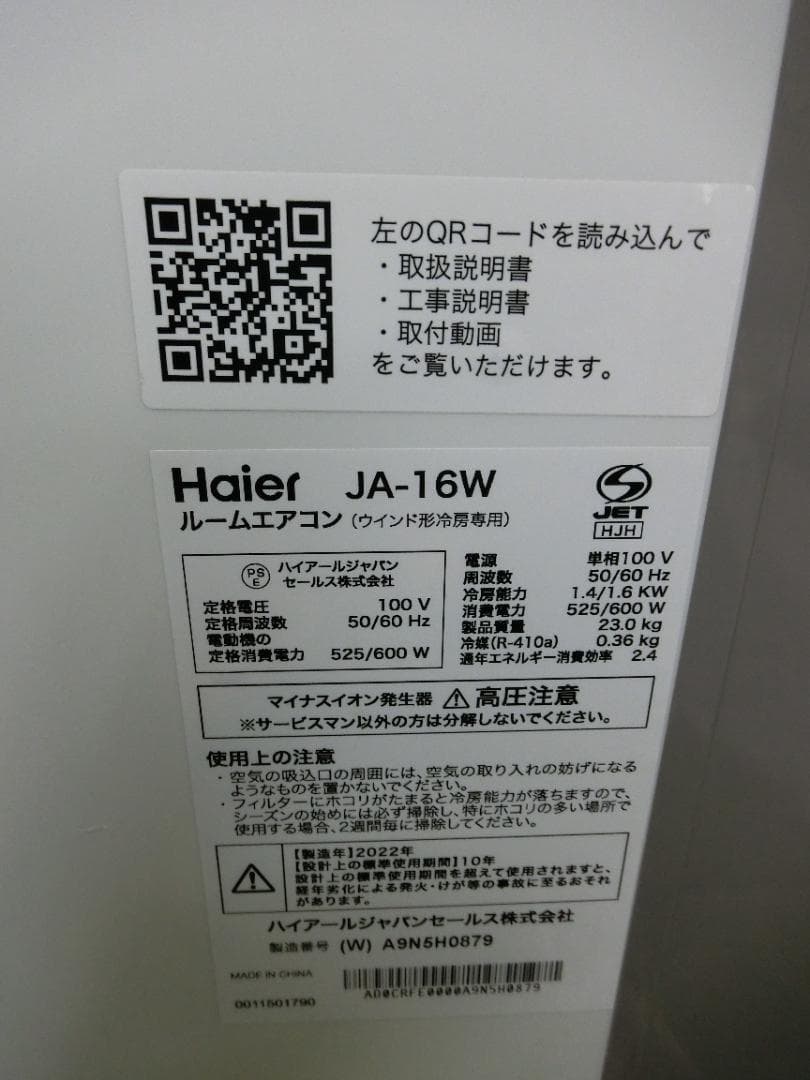 左のQRコードを読み込んで
・取扱説明書
・工事説明書
・取付動画
をご覧いただけます。
Haier JA-16W
JET
HJH
ルームエアコン (ウインド形冷房専用)
PS
E
ハイアールジャパン
セールス株式会社
定格電圧 100 V
定格周波数 50/60 Hz
電動機の
定格消費電力 525/600 W
電源 単相100 V
周波数 50/60 Hz
冷房能力 1.4/1.6 KW
消費電力 525/600 W
製品質量 23.0 kg
冷媒(R-410a) 0.36 kg
通年エネルギー消費効率 2.4
マイナスイオン発生器 ⚠ 高圧注意
※サービスマン以外の方は分解しないでください。
使用上の注意
・空気の吸込口の周囲には、空気の取り入れの妨げになる
ようなものを置かないでください。
・フィルターにホコリがたまると冷房能力が落ちますので、
シーズンの始めには必ず掃除し、特にホコリの多い場所で
使用する場合、2週間毎に掃除してください。
【製造年】2022年
【設計上の標準使用期間】10年
設計上の標準使用期間を超えて使用されますと、
経年劣化による発火・けが等の事故に至るおそれ
があります。
ハイアールジャパンセールス株式会社
製造番号 (W) A9N5H0879
MADE IN CHINA
AD0CRFE0000A9N5H0879
0011501790